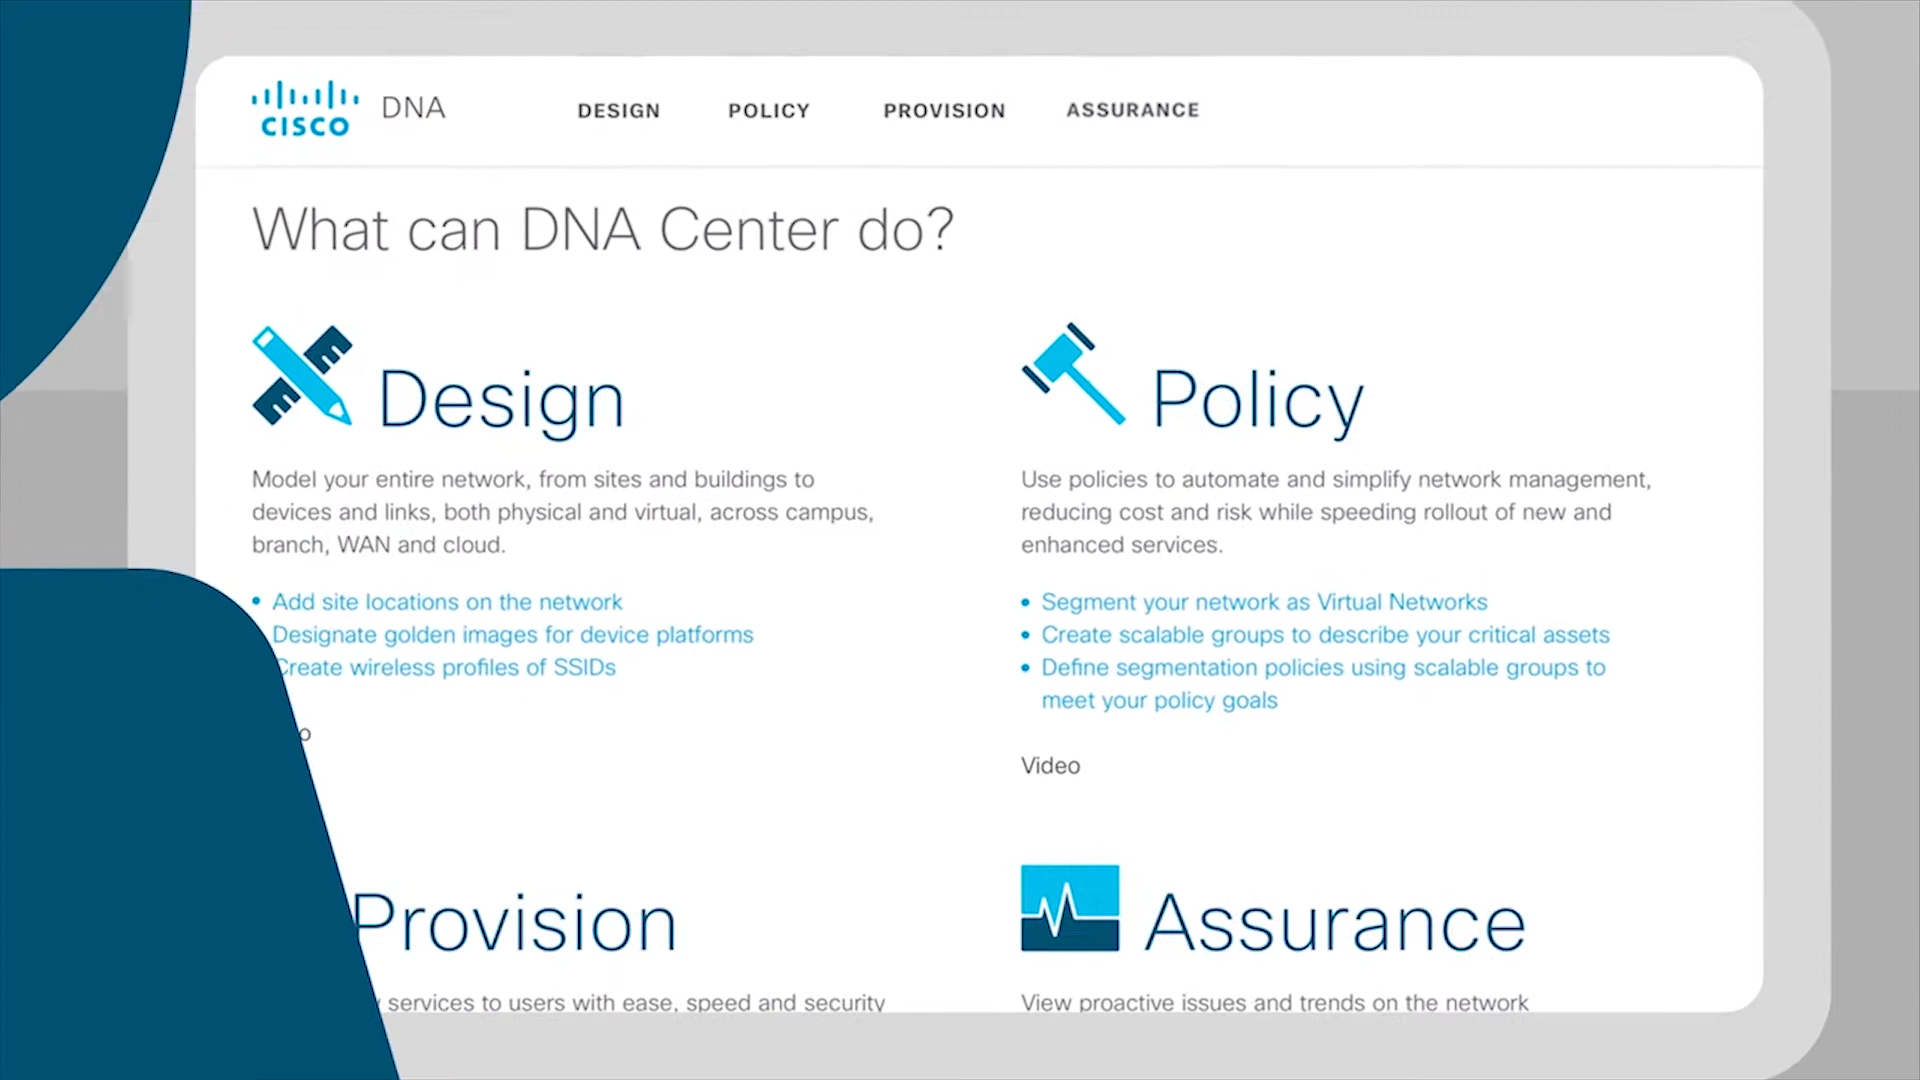 CISCO DNA DESIGN POLICY PROVISION ASSURANCE
What can DNA Center do?
Design
Model your entire network, from sites and buildings to
devices and links, both physical and virtual, across campus,
branch, WAN and cloud.
• Add site locations on the network
Designate golden images for device platforms
Create wireless profiles of SSIDs
Policy
Use policies to automate and simplify network management,
reducing cost and risk while speeding rollout of new and
enhanced services.
• Segment your network as Virtual Networks
• Create scalable groups to describe your critical assets
• Define segmentation policies using scalable groups to
meet your policy goals
Video
Provision
services to users with ease, speed and security
Assurance
View proactive issues and trends on the network